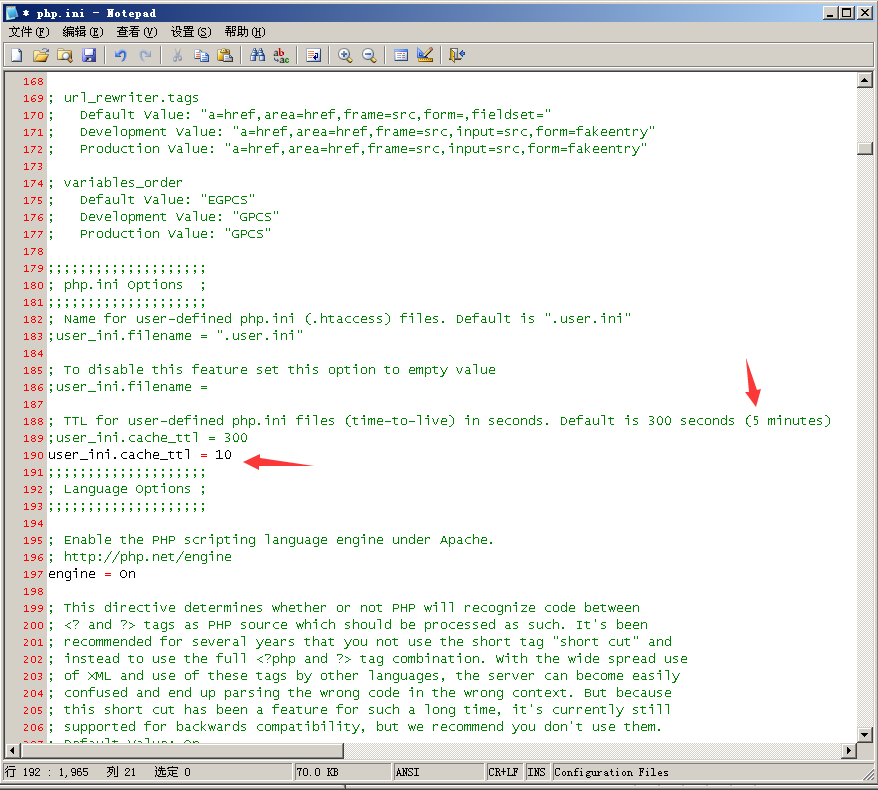 * php.ini - Notepad
文件(F) 编辑(E) 查看(V) 设置(S) 帮助(H)
168
169 ; url_rewriter.tags
170 ;   Default Value: "a=href,area=href,frame=src,form=,fieldset="
171 ;   Development Value: "a=href,area=href,frame=src,input=src,form=fakeentry"
172 ;   Production Value: "a=href,area=href,frame=src,input=src,form=fakeentry"
173
174 ; variables_order
175 ;   Default Value: "EGPCS"
176 ;   Development Value: "GPCS"
177 ;   Production Value: "GPCS"
178
179 ;;;;;;;;;;;;;;;;;;;;
180 ; php.ini Options  ;
181 ;;;;;;;;;;;;;;;;;;;;
182 ; Name for user-defined php.ini (.htaccess) files. Default is ".user.ini"
183 ;user_ini.filename = ".user.ini"
184
185 ; To disable this feature set this option to empty value
186 ;user_ini.filename =
187
188 ; TTL for user-defined php.ini files (time-to-live) in seconds. Default is 300 seconds (5 minutes)
189 ;user_ini.cache_ttl = 300
190 user_ini.cache_ttl = 10
191 ;;;;;;;;;;;;;;;;;;;;
192 ; Language Options ;
193 ;;;;;;;;;;;;;;;;;;;;
194
195 ; Enable the PHP scripting language engine under Apache.
196 ; http://php.net/engine
197 engine = On
198
199 ; This directive determines whether or not PHP will recognize code between
200 ; <? and ?> tags as PHP source which should be processed as such. It's been
201 ; recommended for several years that you not use the short tag "short cut" and
202 ; instead to use the full <?php and ?> tag combination. With the wide spread use
203 ; of XML and use of these tags by other languages, the server can become easily
204 ; confused and end up parsing the wrong code in the wrong context. But because
205 ; this short cut has been a feature for such a long time, it's currently still
206 ; supported for backwards compatibility, but we recommend you don't use them.
207 ; Default Value: On
行 192 : 1,965 列 21 选定 0 70.0 KB ANSI CR+LF INS Configuration Files